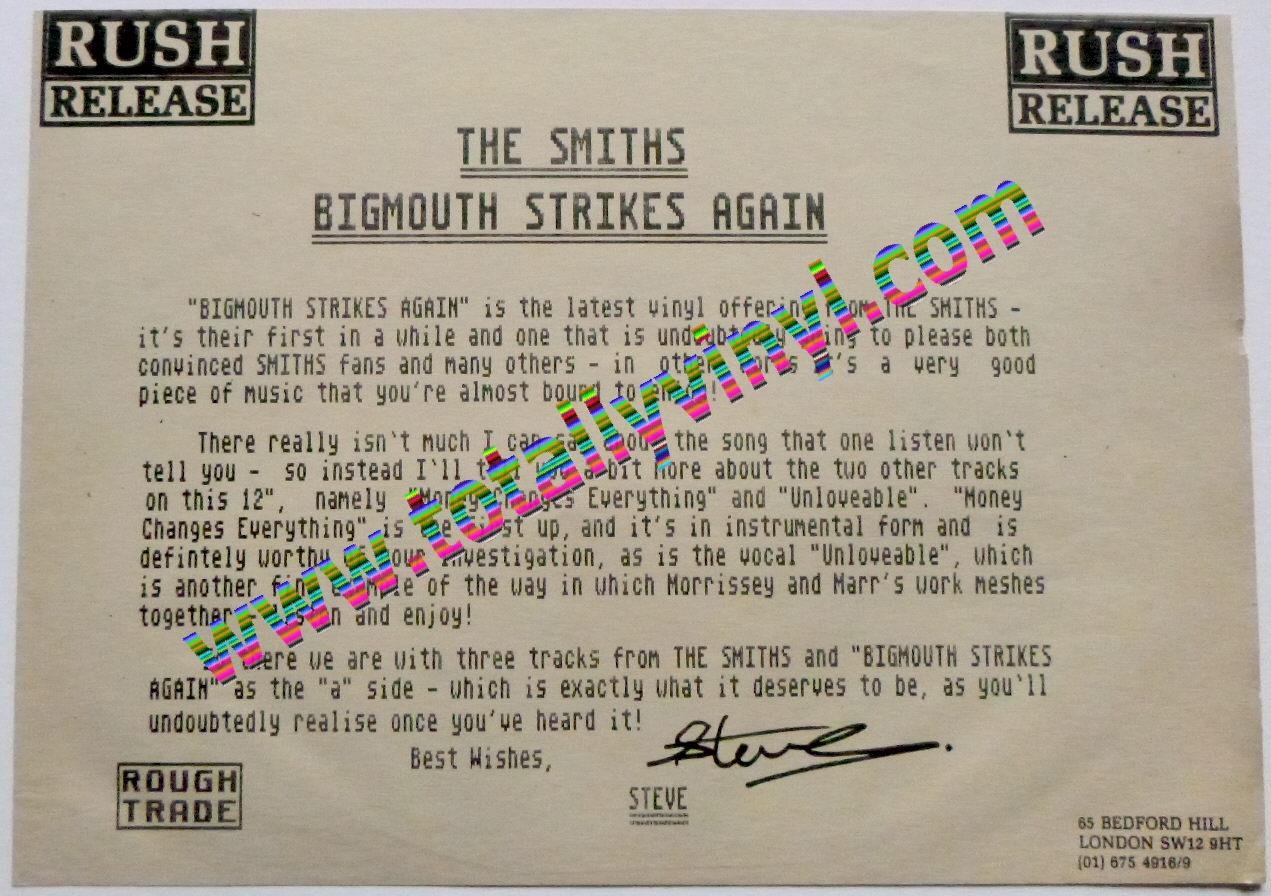 RUSH
RELEASE
RUSH
RELEASE
THE SMITHS
BIGMOUTH STRIKES AGAIN
"BIGMOUTH STRIKES AGAIN" is the latest vinyl offering from THE SMITHS -
it's their first in a while and one that is undoubtedly going to please both
convinced SMITHS fans and many others - in other words it's a very good
piece of music that you're almost bound to enjoy!
There really isn't much I can say about the song that one listen won't
tell you - so instead I'll tell you a bit more about the two other tracks
on this 12", namely "Money Changes Everything" and "Unloveable". "Money
Changes Everything" is the first up, and it's in instrumental form and is
defintely worthy of your investigation, as is the vocal "Unloveable", which
is another fine example of the way in which Morrissey and Marr's work meshes
together - listen and enjoy!
here we are with three tracks from THE SMITHS and "BIGMOUTH STRIKES
AGAIN" as the "a" side - which is exactly what it deserves to be, as you'll
undoubtedly realise once you've heard it!
Best Wishes,
Steve
STEVE
ROUGH
TRADE
65 BEDFORD HILL
LONDON SW12 9HT
(01) 675 4916/9
www.totallyvinyl.com